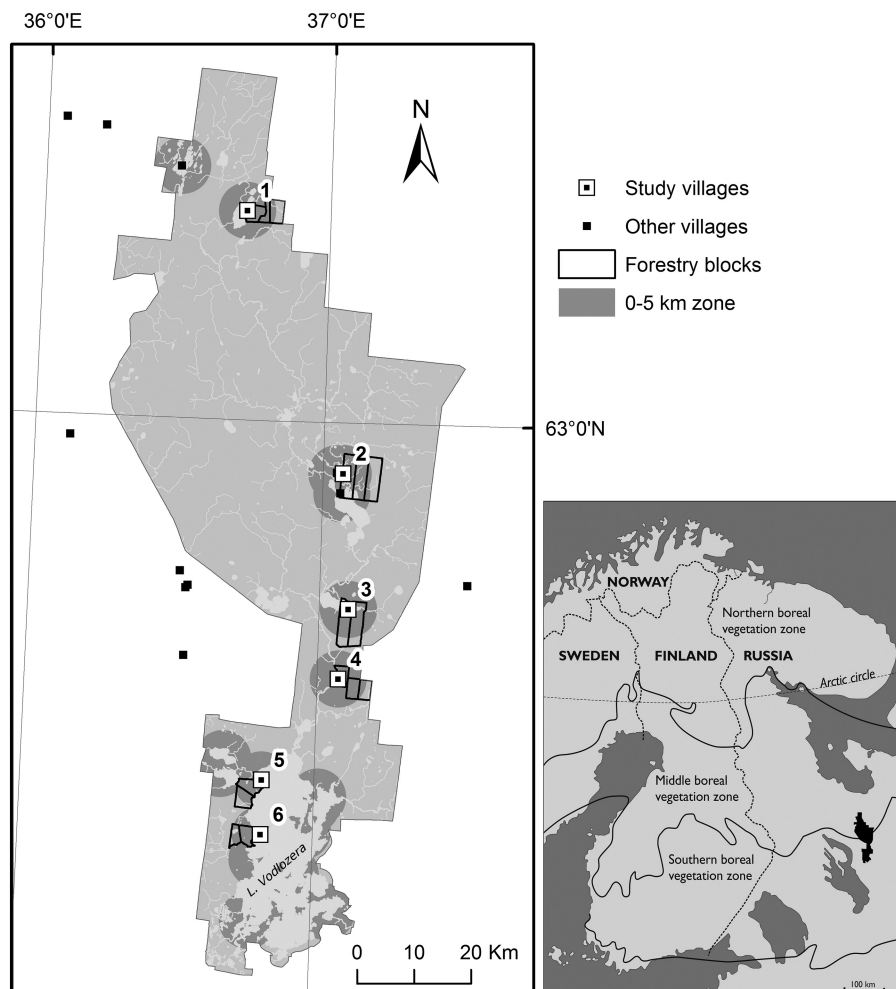 36°0'E
37°0'E
N
1
2
3
4
5
6
L. Vodlozera
0
10
20 Km
63°0'N
Study villages
Other villages
Forestry blocks
0-5 km zone
NORWAY
Northern boreal
vegetation zone
SWEDEN
FINLAND
RUSSIA
Arctic circle
Middle boreal
vegetation zone
Southern boreal
vegetation zone
100 km